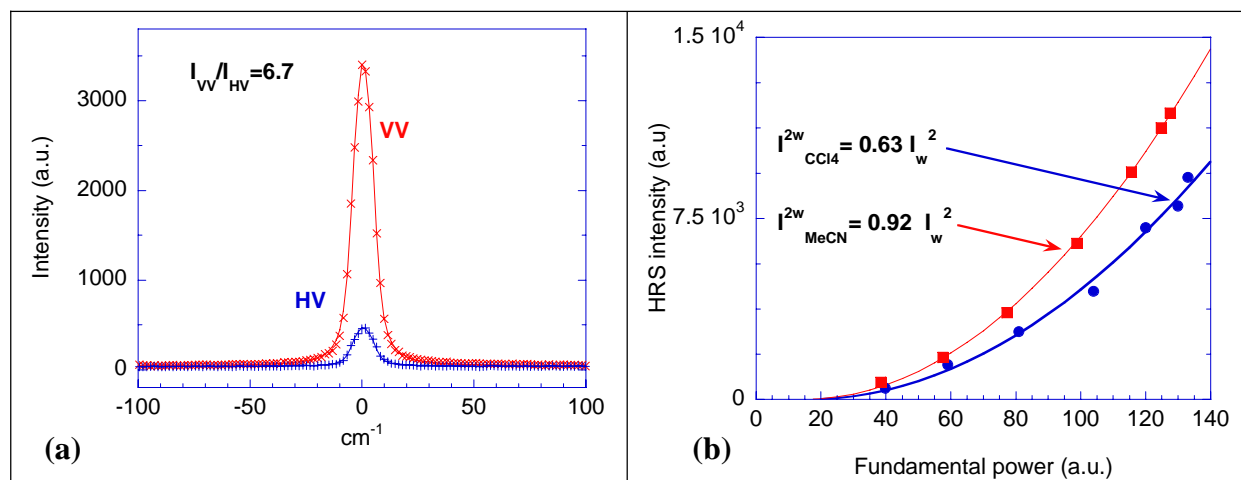 I_VV/I_HV=6.7
VV
HV
Intensity (a.u.)
3000
2000
1000
0
-100 -50 0 50 100
cm^-1
(a)
1.5 10^4
7.5 10^3
0
HRS intensity (a.u)
I^2w_CCl4 = 0.63 I_w^2
I^2w_MeCN = 0.92 I_w^2
0 20 40 60 80 100 120 140
Fundamental power (a.u.)
(b)